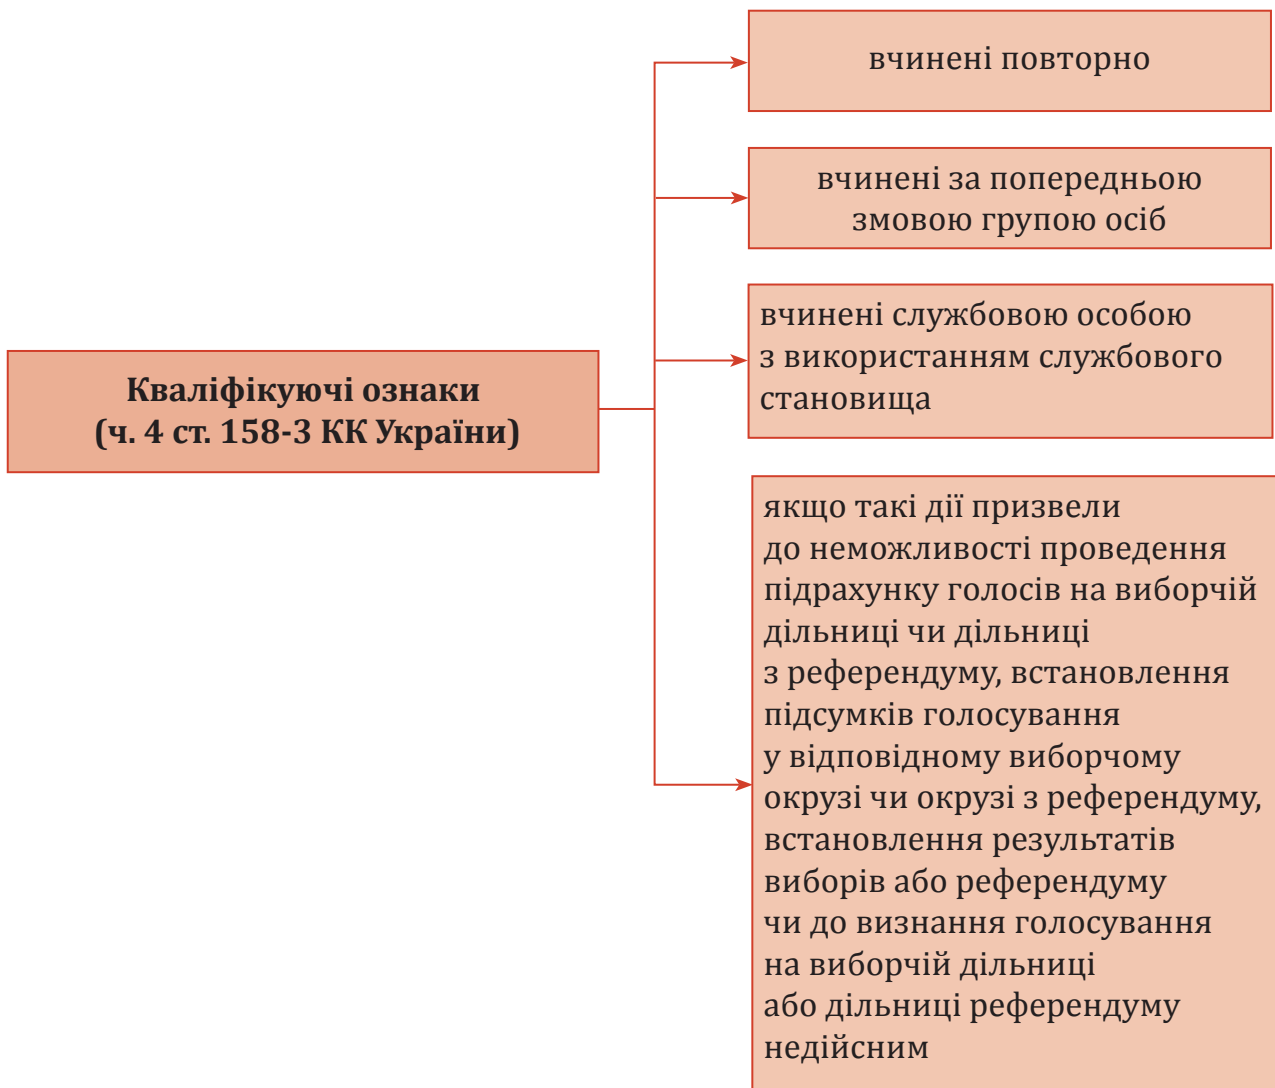 вчинені повторно
вчинені за попередньою
змовою групою осіб
вчинені службовою особою
з використанням службового
становища
Кваліфікуючі ознаки
(ч. 4 ст. 158-3 КК України)
якщо такі дії призвели
до неможливості проведення
підрахунку голосів на виборчій
дільниці чи дільниці
з референдуму, встановлення
підсумків голосування
у відповідному виборчому
окрузі чи окрузі з референдуму,
встановлення результатів
виборів або референдуму
чи до визнання голосування
на виборчій дільниці
або дільниці референдуму
недійсним